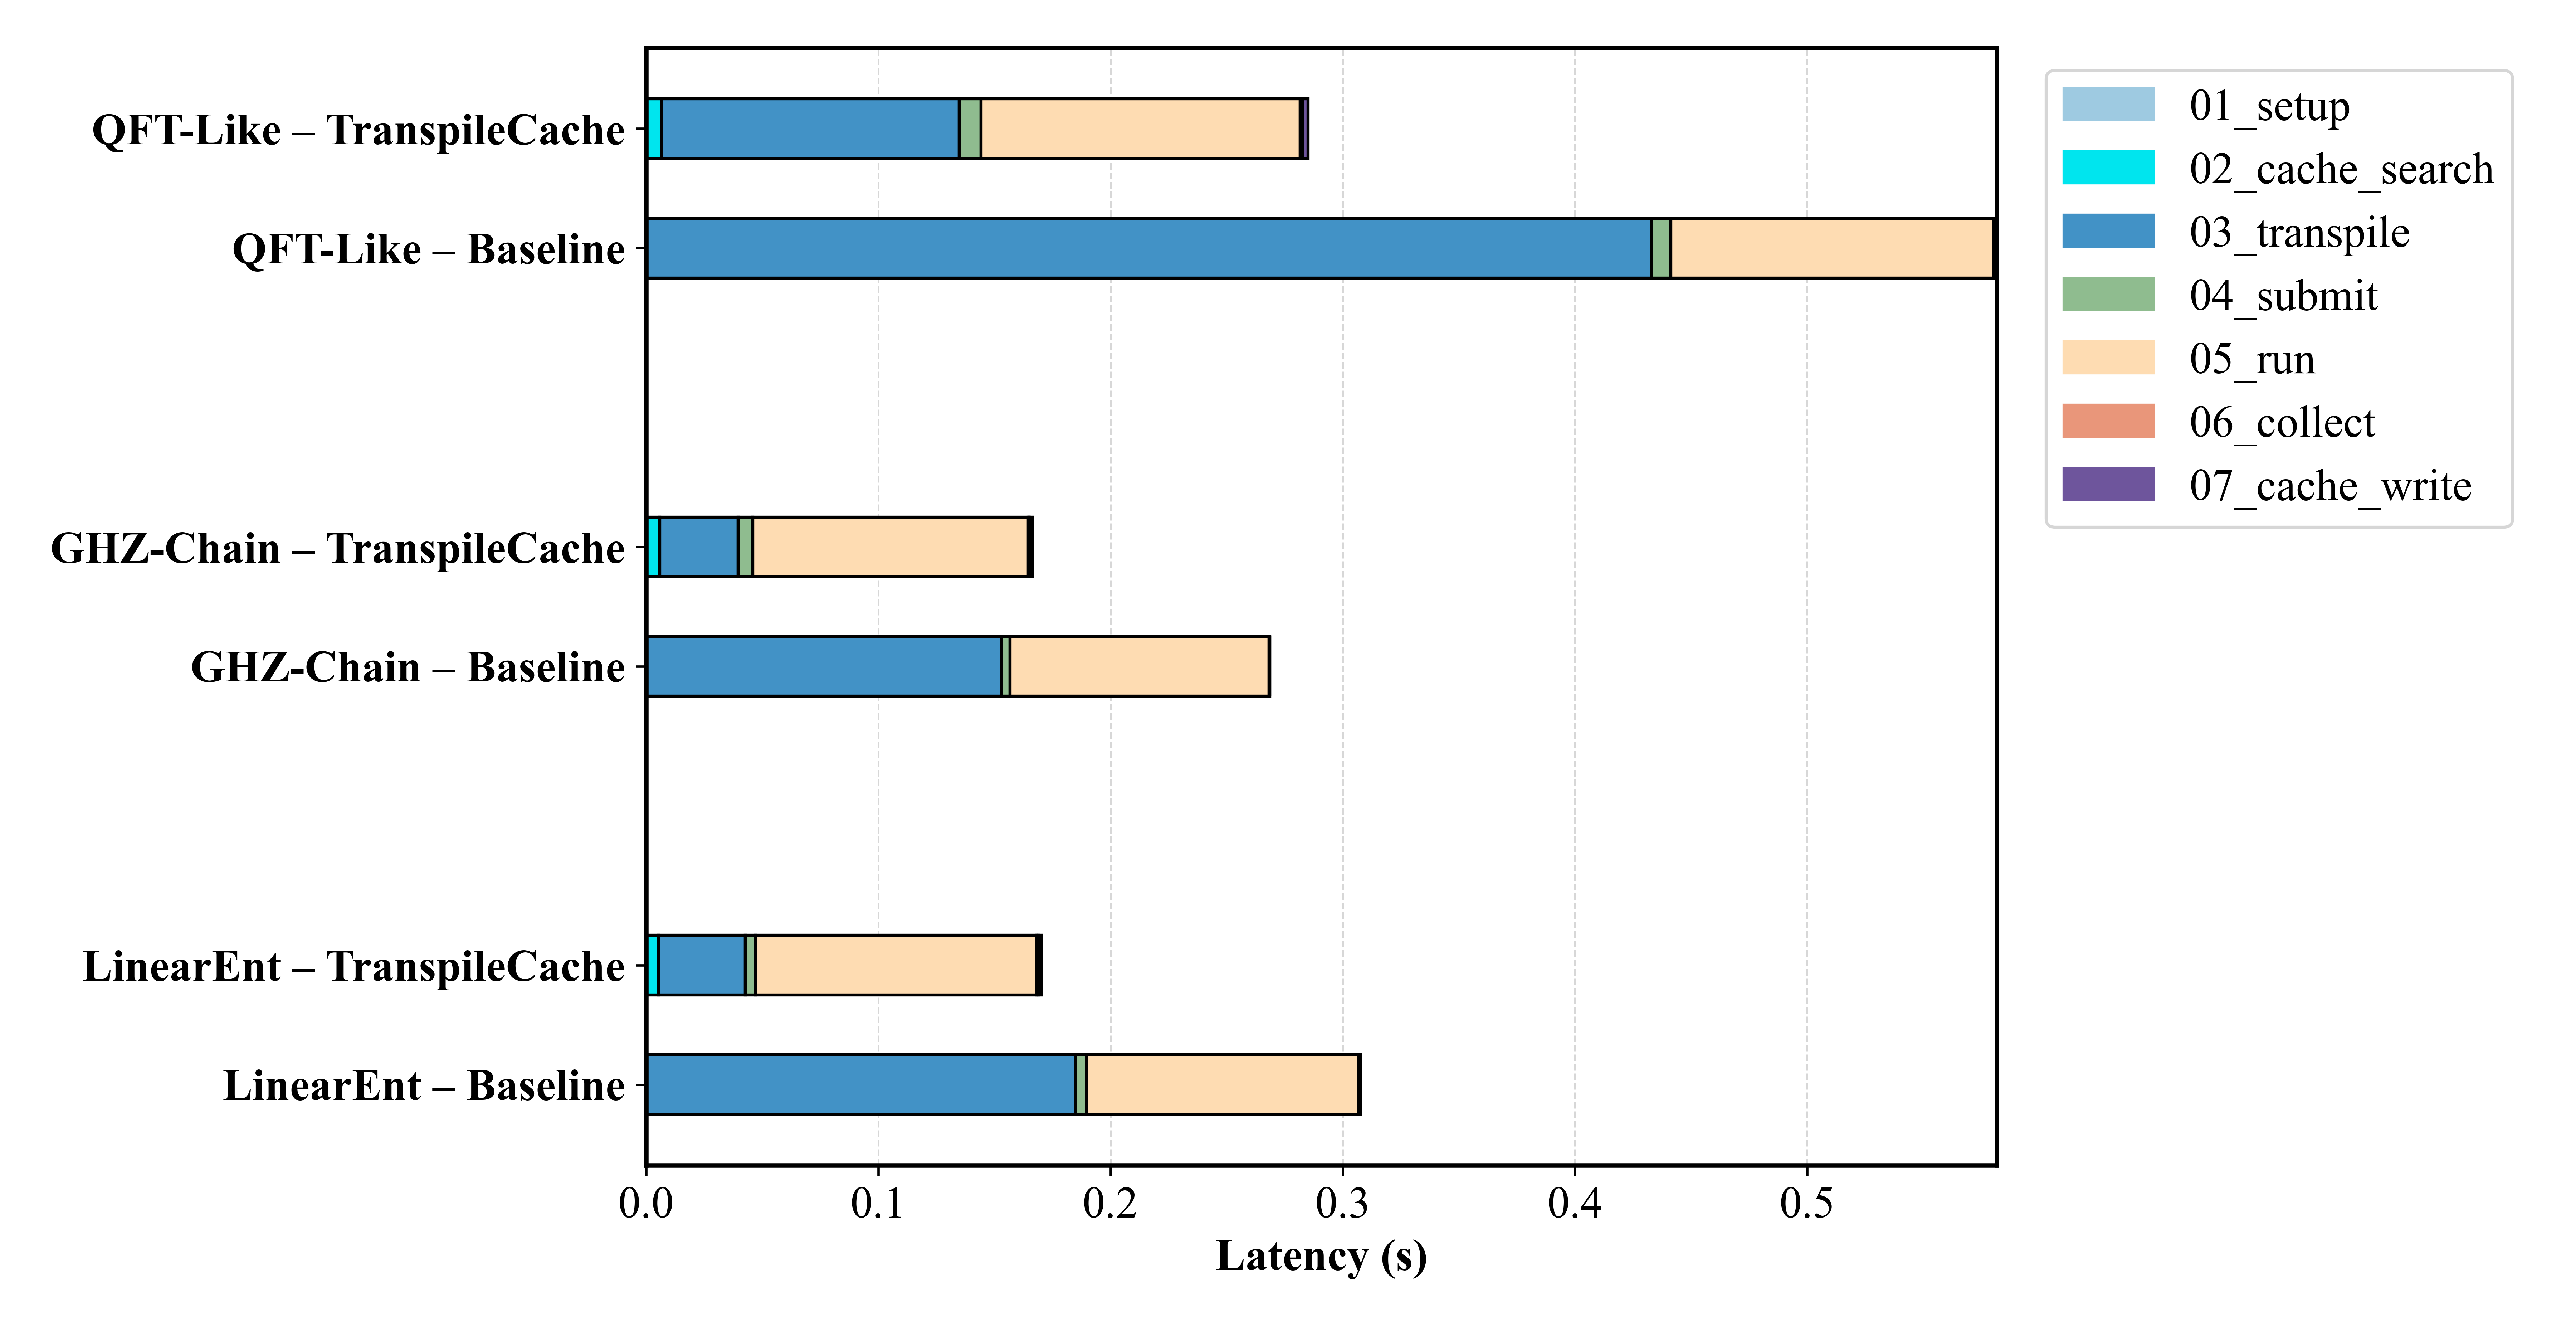 QFT-Like – TranspileCache
QFT-Like – Baseline
GHZ-Chain – TranspileCache
GHZ-Chain – Baseline
LinearEnt – TranspileCache
LinearEnt – Baseline
0.0 0.1 0.2 0.3 0.4 0.5
Latency (s)
01_setup
02_cache_search
03_transpile
04_submit
05_run
06_collect
07_cache_write